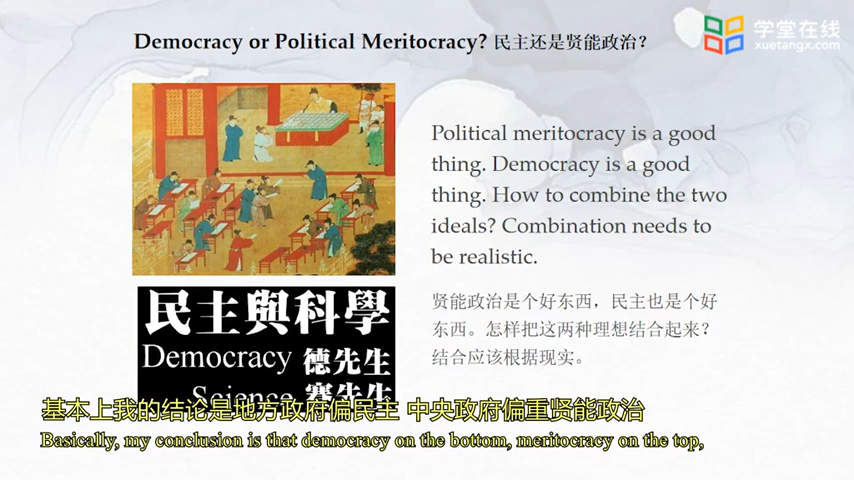 Democracy or Political Meritocracy? 民主还是贤能政治？
学堂在线
xuetangx.com
Political meritocracy is a good
thing. Democracy is a good
thing. How to combine the two
ideals? Combination needs to
be realistic.
贤能政治是个好东西，民主也是个好
东西。怎样把这两种理想结合起来？
结合应该根据现实。
民主與科學
Democracy 德先生
Science 賽先生
基本上我的结论是地方政府偏民主 中央政府偏重贤能政治
Basically, my conclusion is that democracy on the bottom, meritocracy on the top,